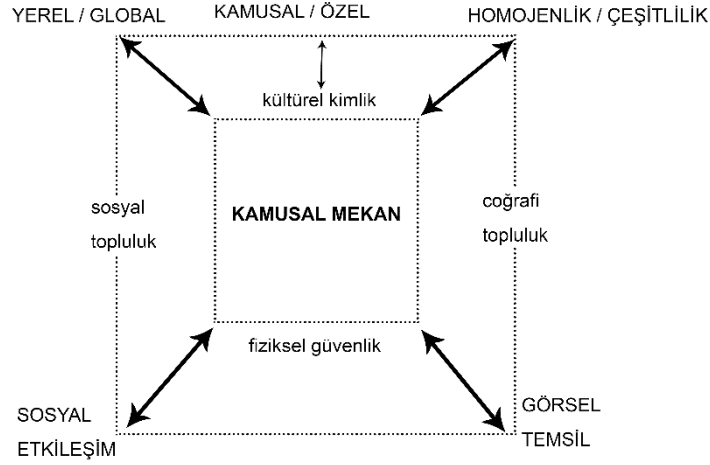 YEREL / GLOBAL
KAMUSAL / ÖZEL
HOMOJENLİK / ÇEŞİTLİLİK
kültürel kimlik
sosyal
topluluk
KAMUSAL MEKAN
coğrafi
topluluk
fiziksel güvenlik
SOSYAL
ETKİLEŞİM
GÖRSEL
TEMSİL